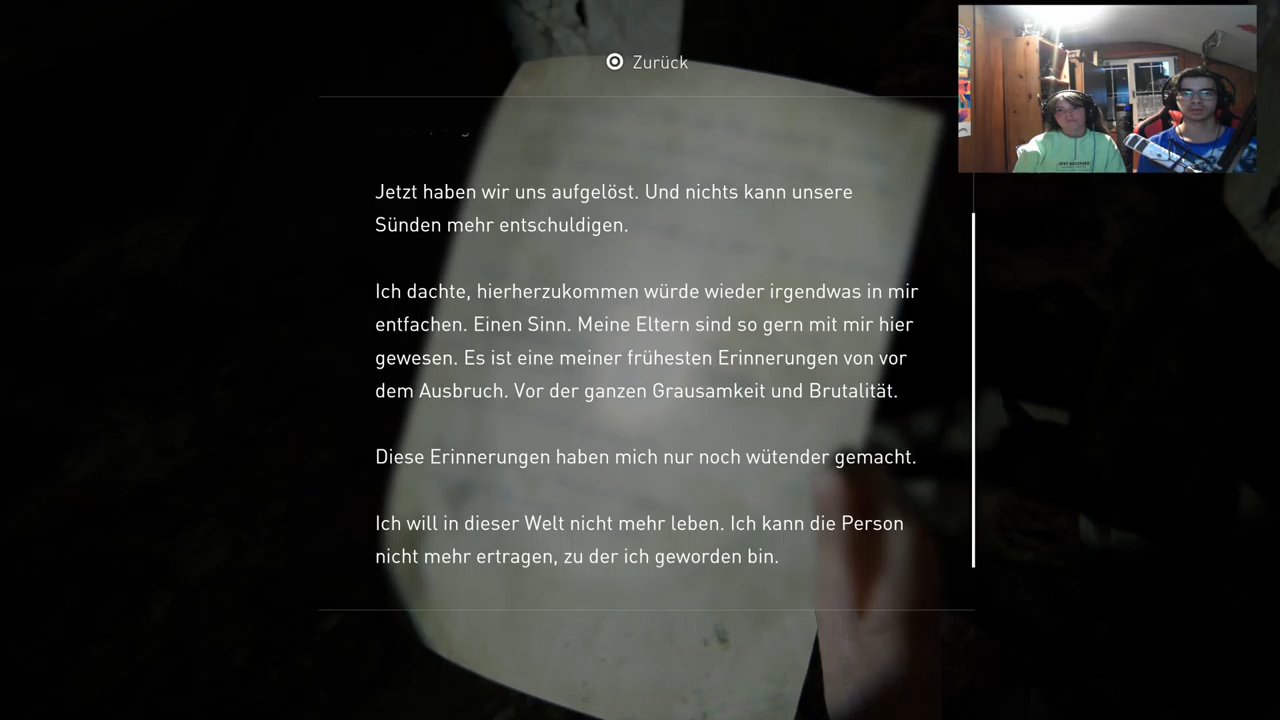 Zurück
Jetzt haben wir uns aufgelöst. Und nichts kann unsere
Sünden mehr entschuldigen.
Ich dachte, hierherzukommen würde wieder irgendwas in mir
entfachen. Einen Sinn. Meine Eltern sind so gern mit mir hier
gewesen. Es ist eine meiner frühesten Erinnerungen von vor
dem Ausbruch. Vor der ganzen Grausamkeit und Brutalität.
Diese Erinnerungen haben mich nur noch wütender gemacht.
Ich will in dieser Welt nicht mehr leben. Ich kann die Person
nicht mehr ertragen, zu der ich geworden bin.